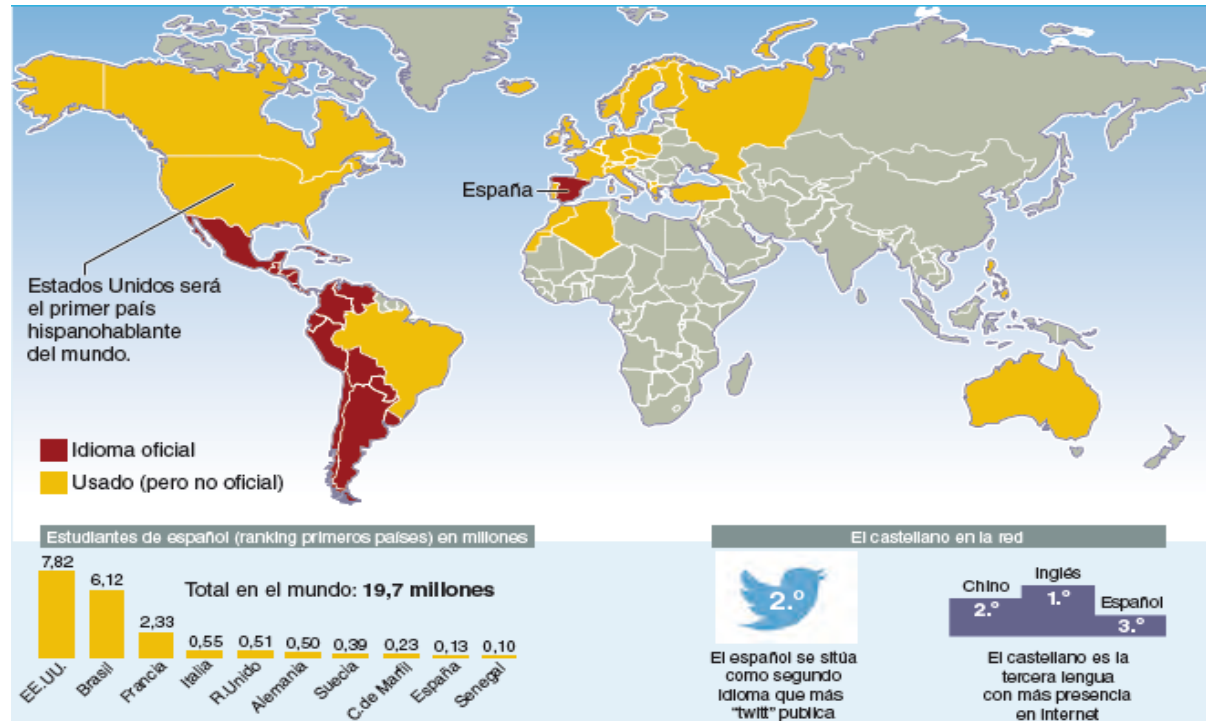 España
Estados Unidos será
el primer país
hispanohablante
del mundo.
Idioma oficial
Usado (pero no oficial)
Estudiantes de español (ranking primeros países) en millones
7,82
6,12
2,33
0,55
0,51
0,50
0,39
0,23
0,13
0,10
Total en el mundo: 19,7 millones
EE.UU.
Brasil
Francia
Italia
R.Unido
Alemania
Suecia
C.de Marfil
España
Senegal
El castellano en la red
2.º
El español se sitúa
como segundo
idioma que más
"twitt" publica
Chino
2.º
Inglés
1.º
Español
3.º
El castellano es la
tercera lengua
con más presencia
en Internet